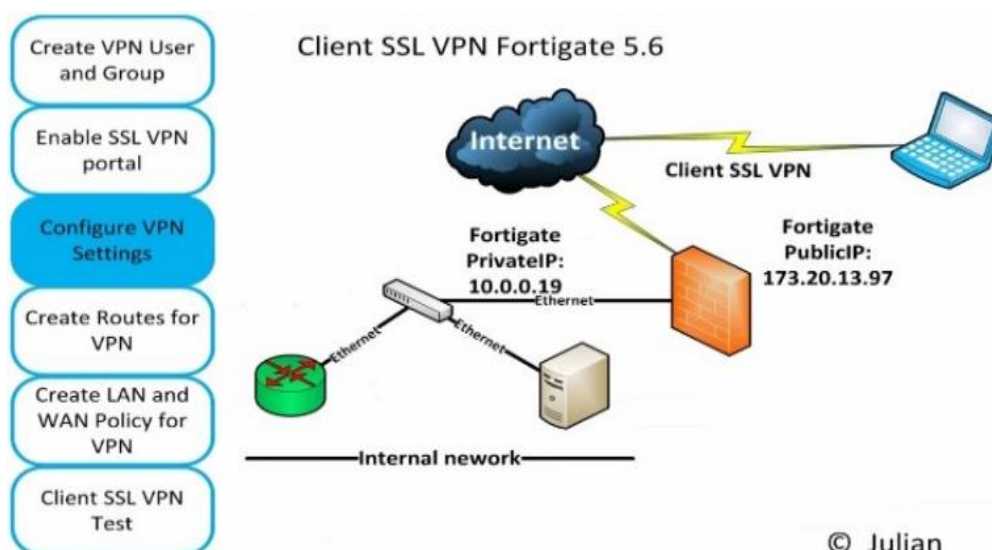 Create VPN User
and Group
Enable SSL VPN
portal
Configure VPN
Settings
Create Routes for
VPN
Create LAN and
WAN Policy for
VPN
Client SSL VPN
Test
Client SSL VPN Fortigate 5.6
Internet
Client SSL VPN
Fortigate
PrivateIP:
10.0.0.19
Fortigate
PublicIP:
173.20.13.97
Ethernet
Ethernet
Ethernet
Internal nework
© Julian